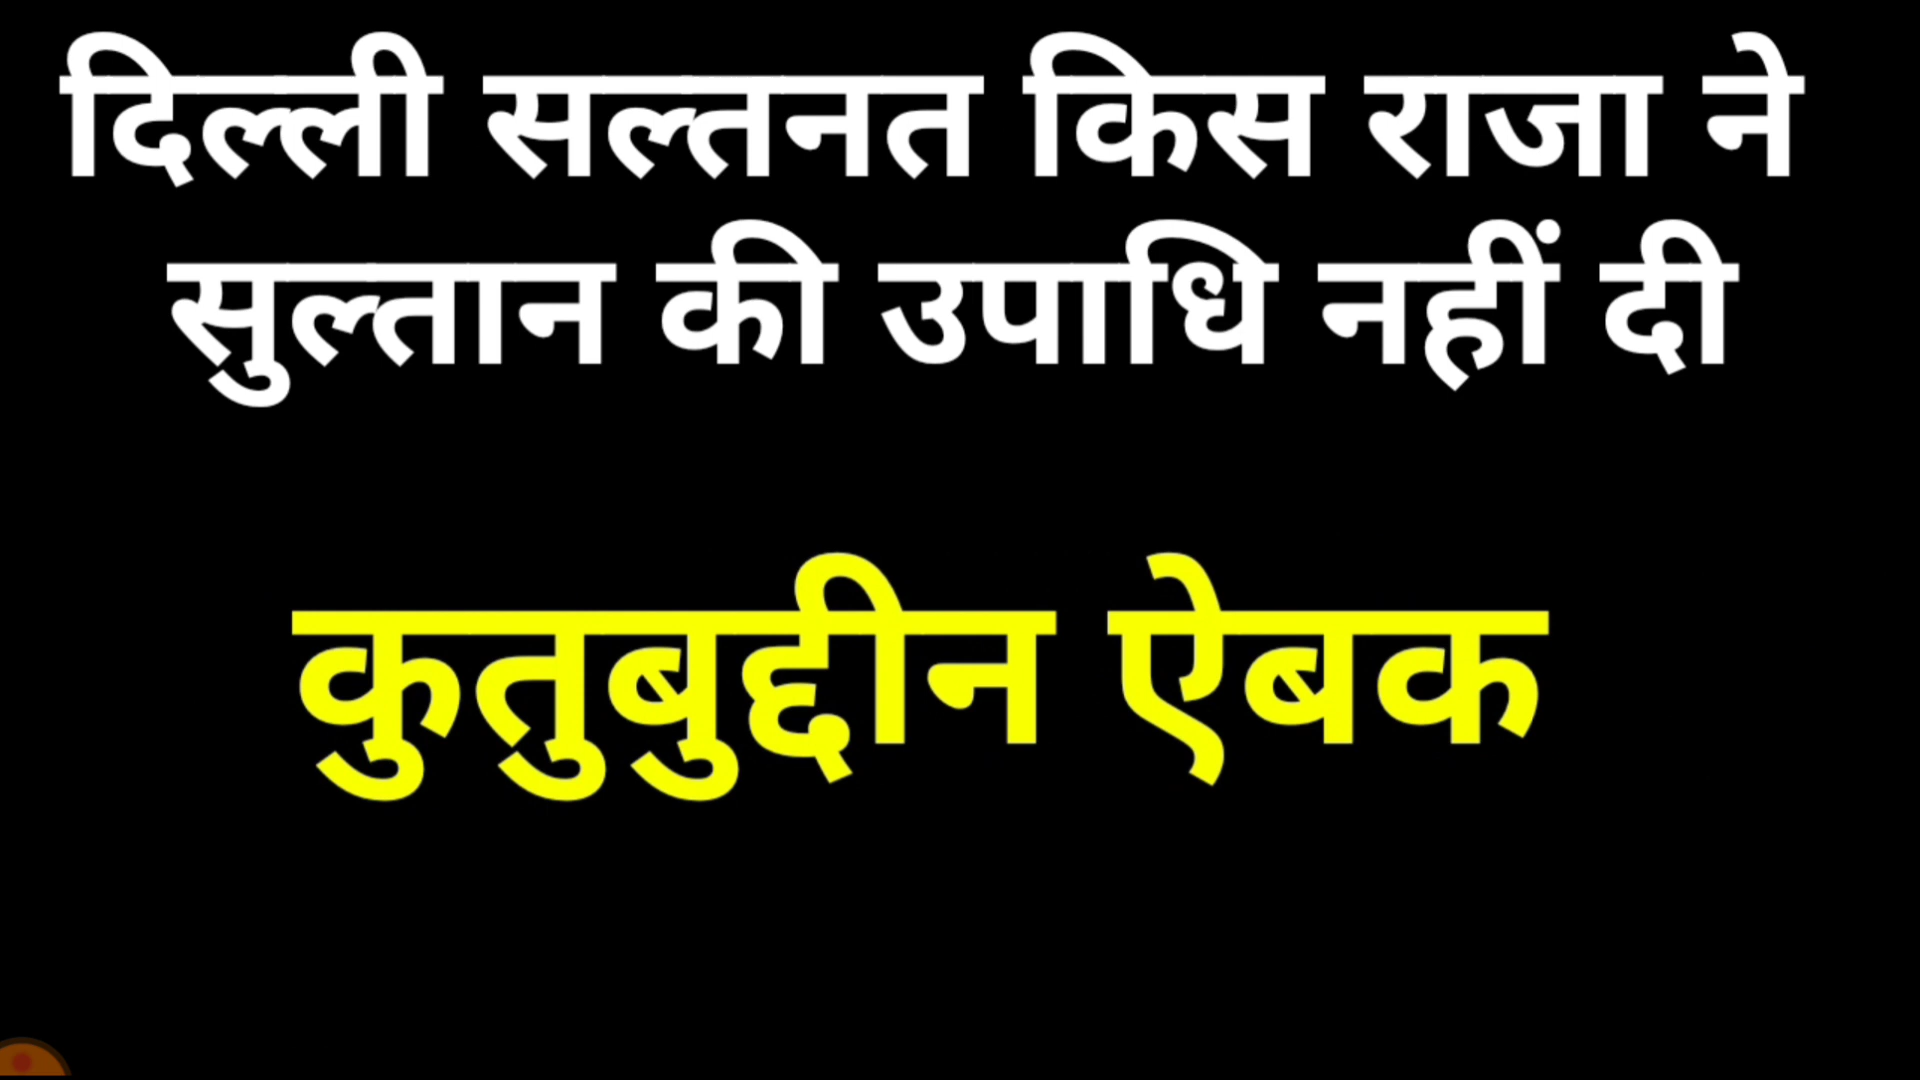 दिल्ली सल्तनत किस राजा ने
सुल्तान की उपाधि नहीं दी
कुतुबुद्दीन ऐबक